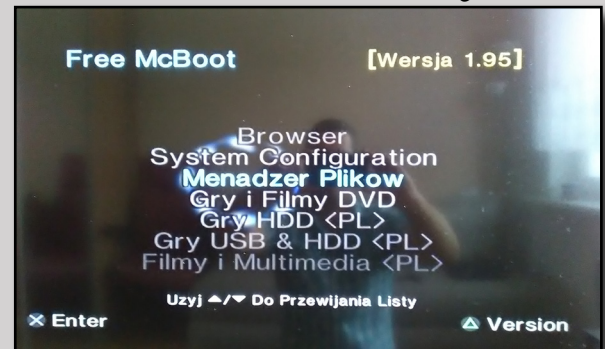 Free McBoot
[Wersja 1.95]
Browser
System Configuration
Menadzer Plikow
Gry i Filmy DVD
Gry HDD <PL>
Gry USB & HDD <PL>
Filmy i Multimedia <PL>
Uzyj ▲/▼ Do Przewijania Listy
Enter
Version